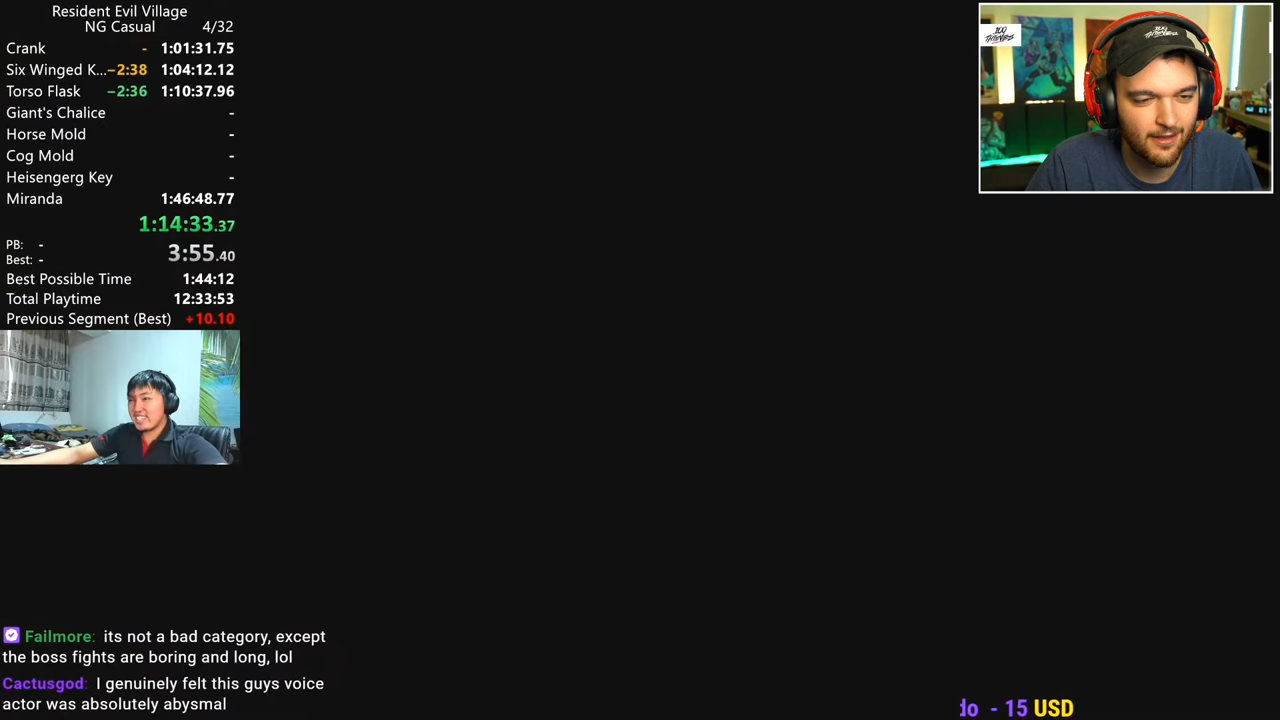 Resident Evil Village
NG Casual 4/32
Crank - 1:01:31.75
Six Winged K... −2:38 1:04:12.12
Torso Flask −2:36 1:10:37.96
Giant's Chalice -
Horse Mold -
Cog Mold -
Heisengerg Key -
Miranda 1:46:48.77
1:14:33.37
PB: -
Best: -
3:55.40
Best Possible Time 1:44:12
Total Playtime 12:33:53
Previous Segment (Best) +10.10
100
Thieves
Failmore: its not a bad category, except
the boss fights are boring and long, lol
Cactusgod: I genuinely felt this guys voice
actor was absolutely abysmal
do - 15 USD